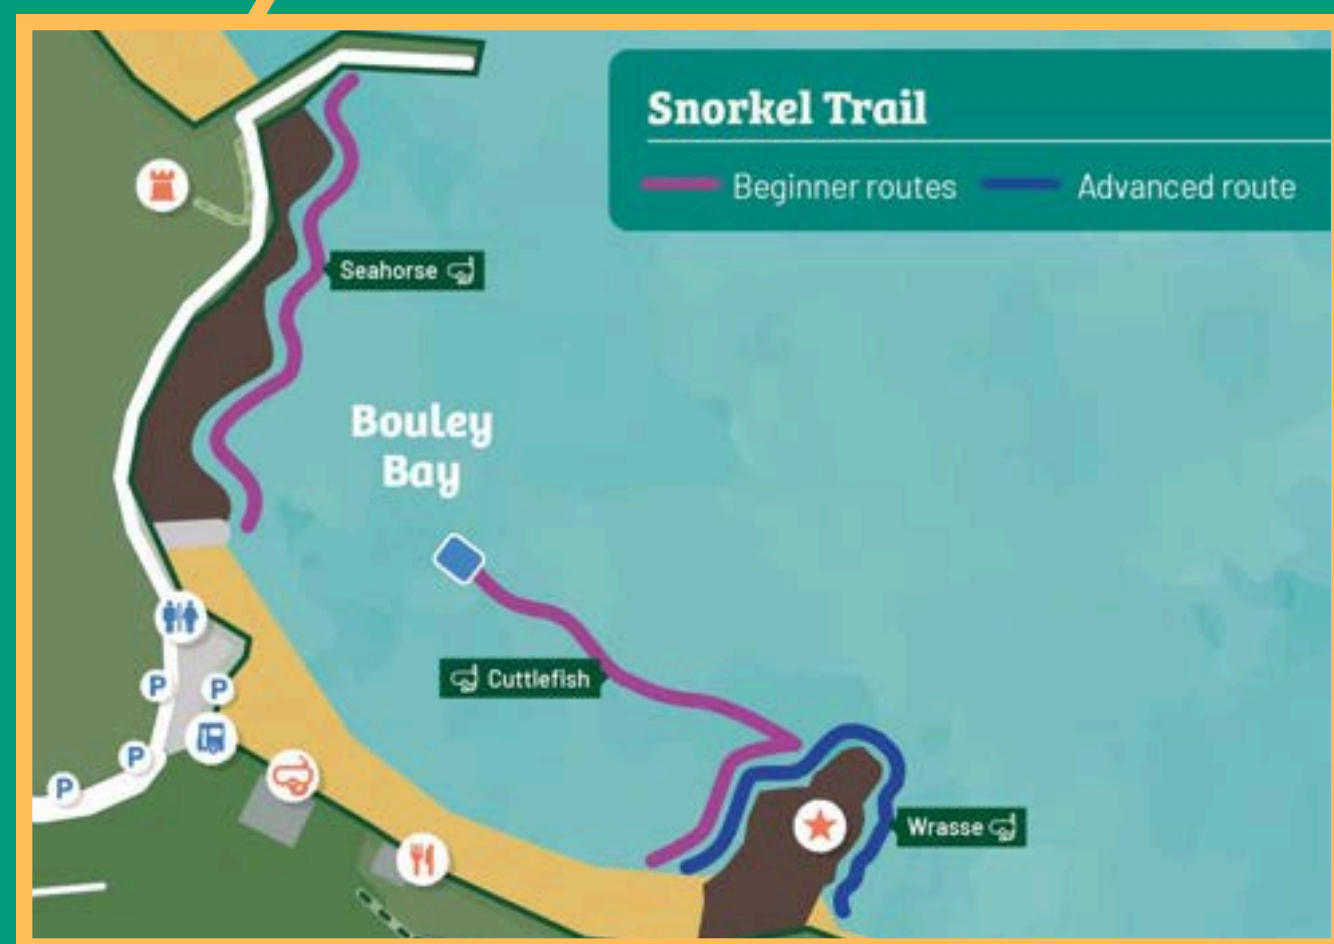 Snorkel Trail
Beginner routes Advanced route
Seahorse
Bouley
Bay
Cuttlefish
P P
P
P
Wrasse